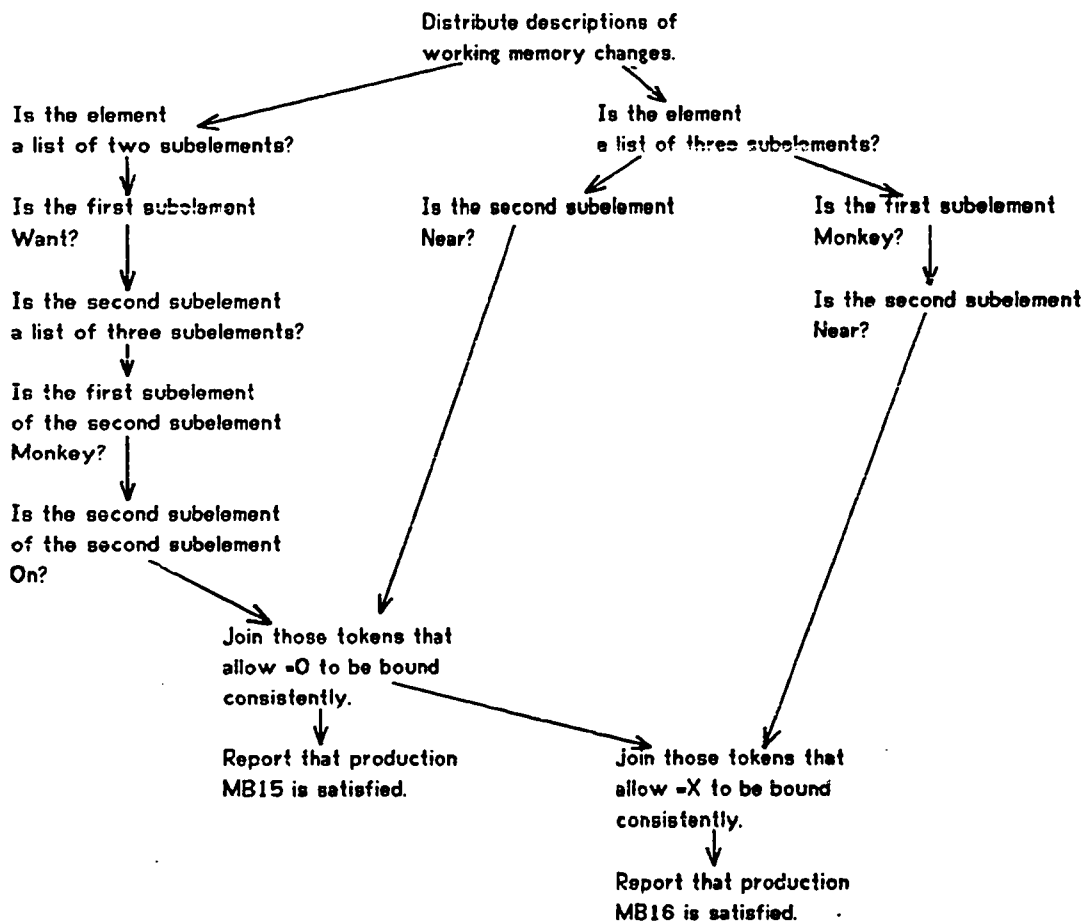 Distribute descriptions of
working memory changes.
Is the element
a list of two subelements?
Is the element
a list of three subelements?
Is the first subelement
Want?
Is the second subelement
Near?
Is the first subelement
Monkey?
Is the second subelement
a list of three subelements?
Is the second subelement
Near?
Is the first subelement
of the second subelement
Monkey?
Is the second subelement
of the second subelement
On?
Join those tokens that
allow =O to be bound
consistently.
Report that production
MB15 is satisfied.
Join those tokens that
allow =X to be bound
consistently.
Report that production
MB16 is satisfied.